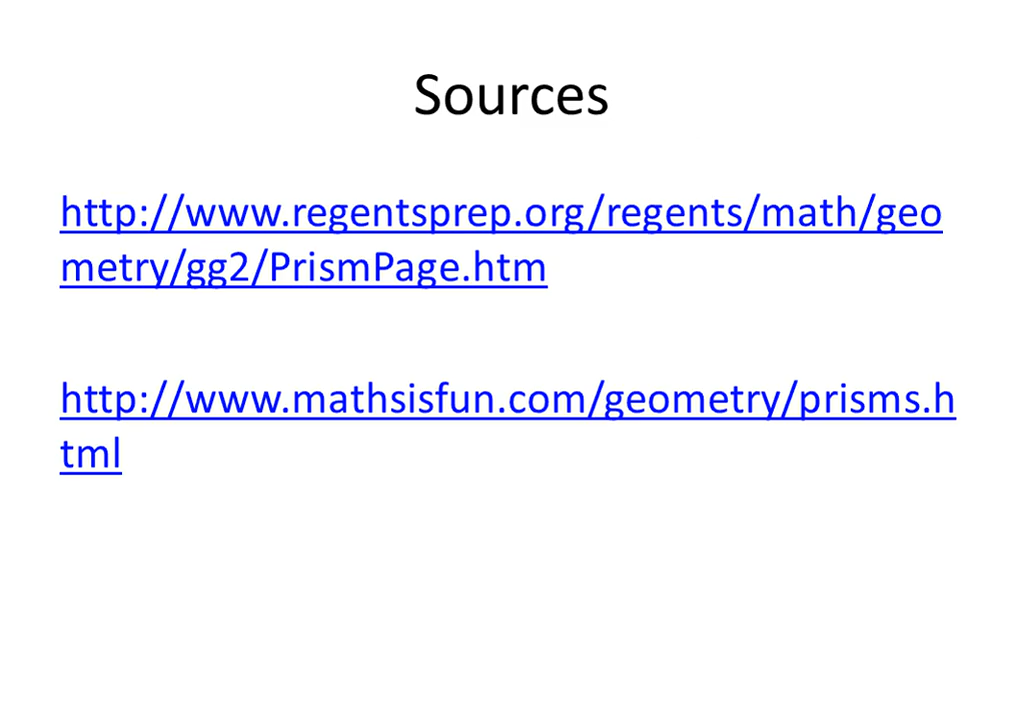 Sources
http://www.regentsprep.org/regents/math/geo
metry/gg2/PrismPage.htm
http://www.mathsisfun.com/geometry/prisms.h
tml